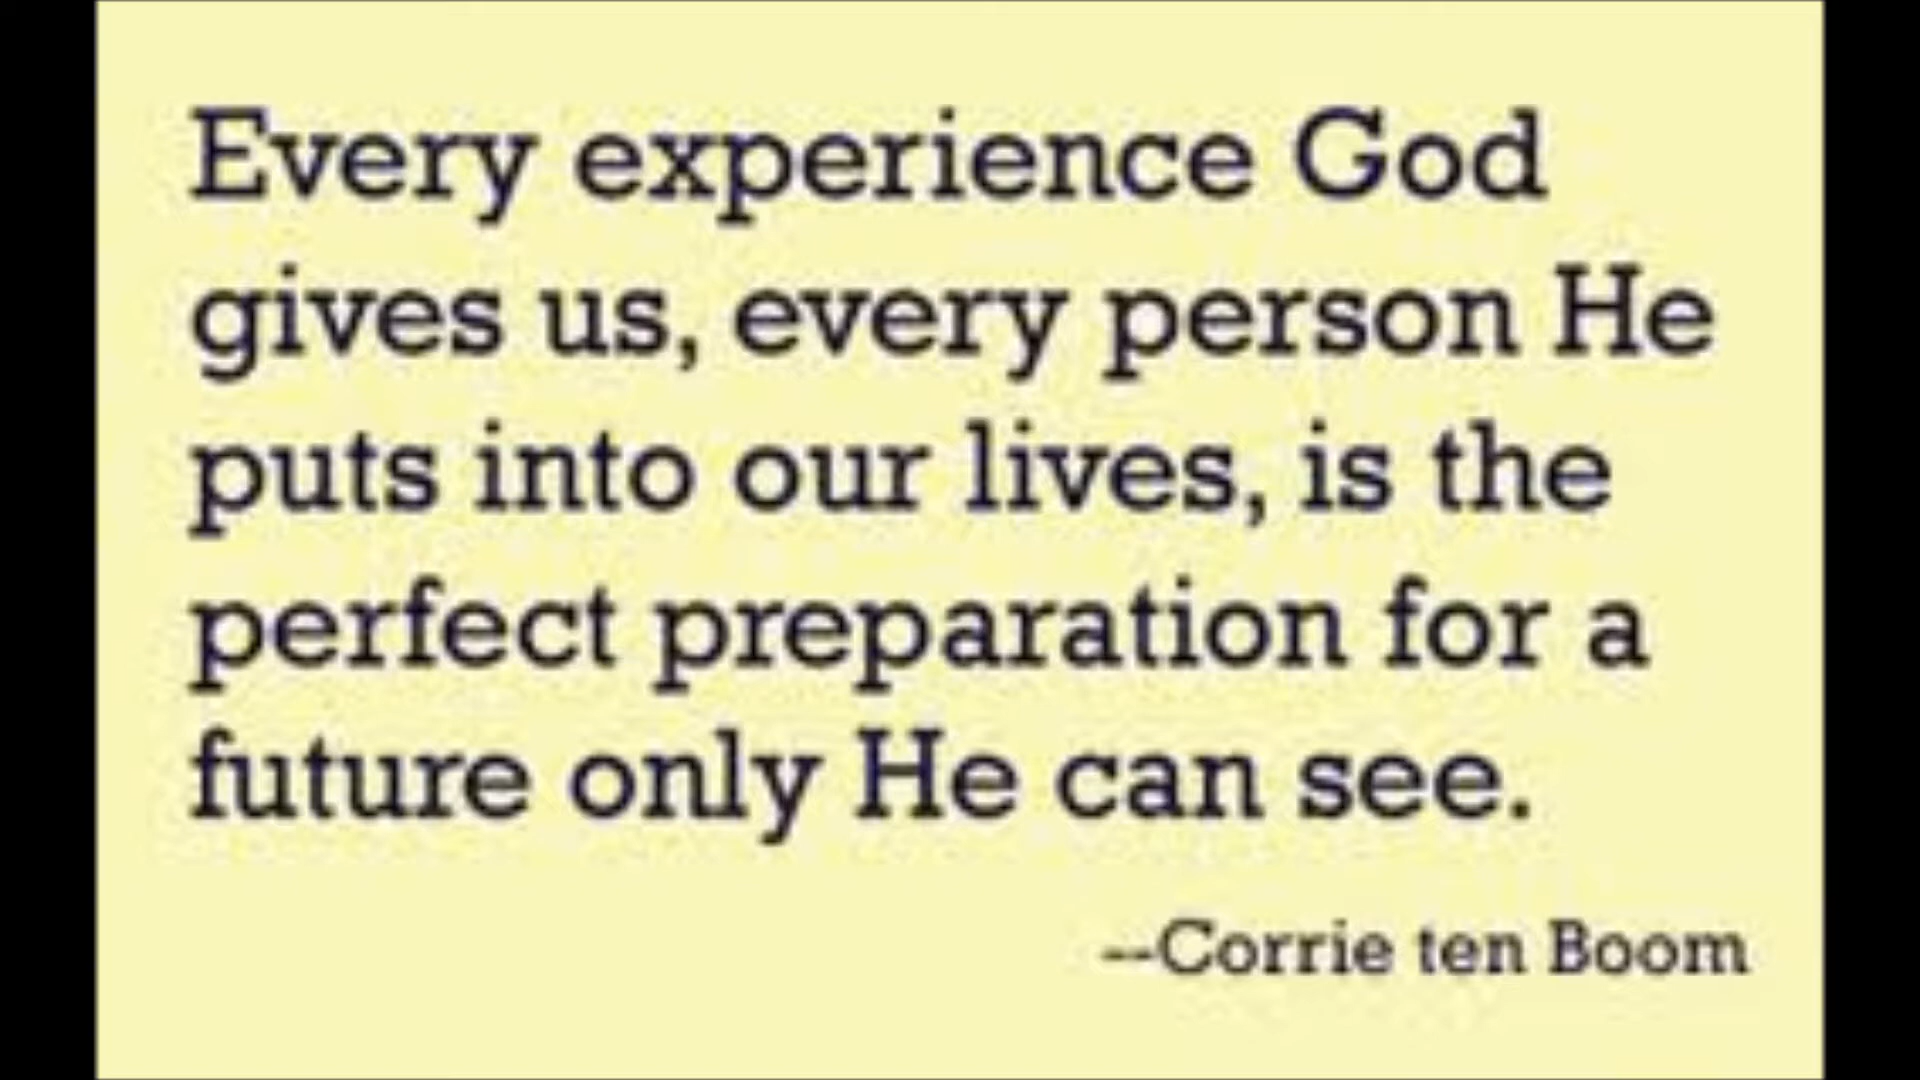 Every experience God
gives us, every person He
puts into our lives, is the
perfect preparation for a
future only He can see.
--Corrie ten Boom